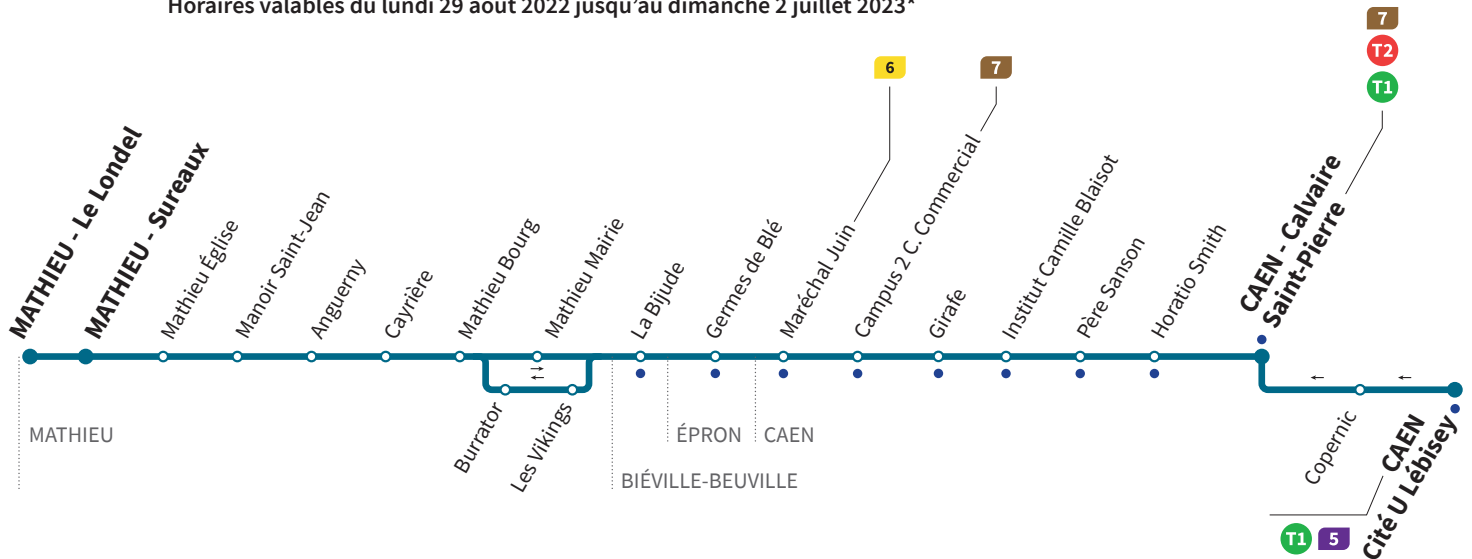 Horaires valables du lundi 29 août 2022 jusqu'au dimanche 2 juillet 2023*
7
T2
T1
6
7
MATHIEU - Le Londel
MATHIEU - Sureaux
Mathieu Église
Manoir Saint-Jean
Anguerny
Cayrière
Mathieu Bourg
Mathieu Mairie
La Bijude
Germes de Blé
Maréchal Juin
Campus 2 C. Commercial
Girafe
Institut Camille Blaisot
Père Sanson
Horatio Smith
CAEN - Calvaire
Saint-Pierre
Burrator
Les Vikings
Copernic
CAEN
Cité U Lébisey
MATHIEU
ÉPRON
CAEN
BIÉVILLE-BEUVILLE
T1
5